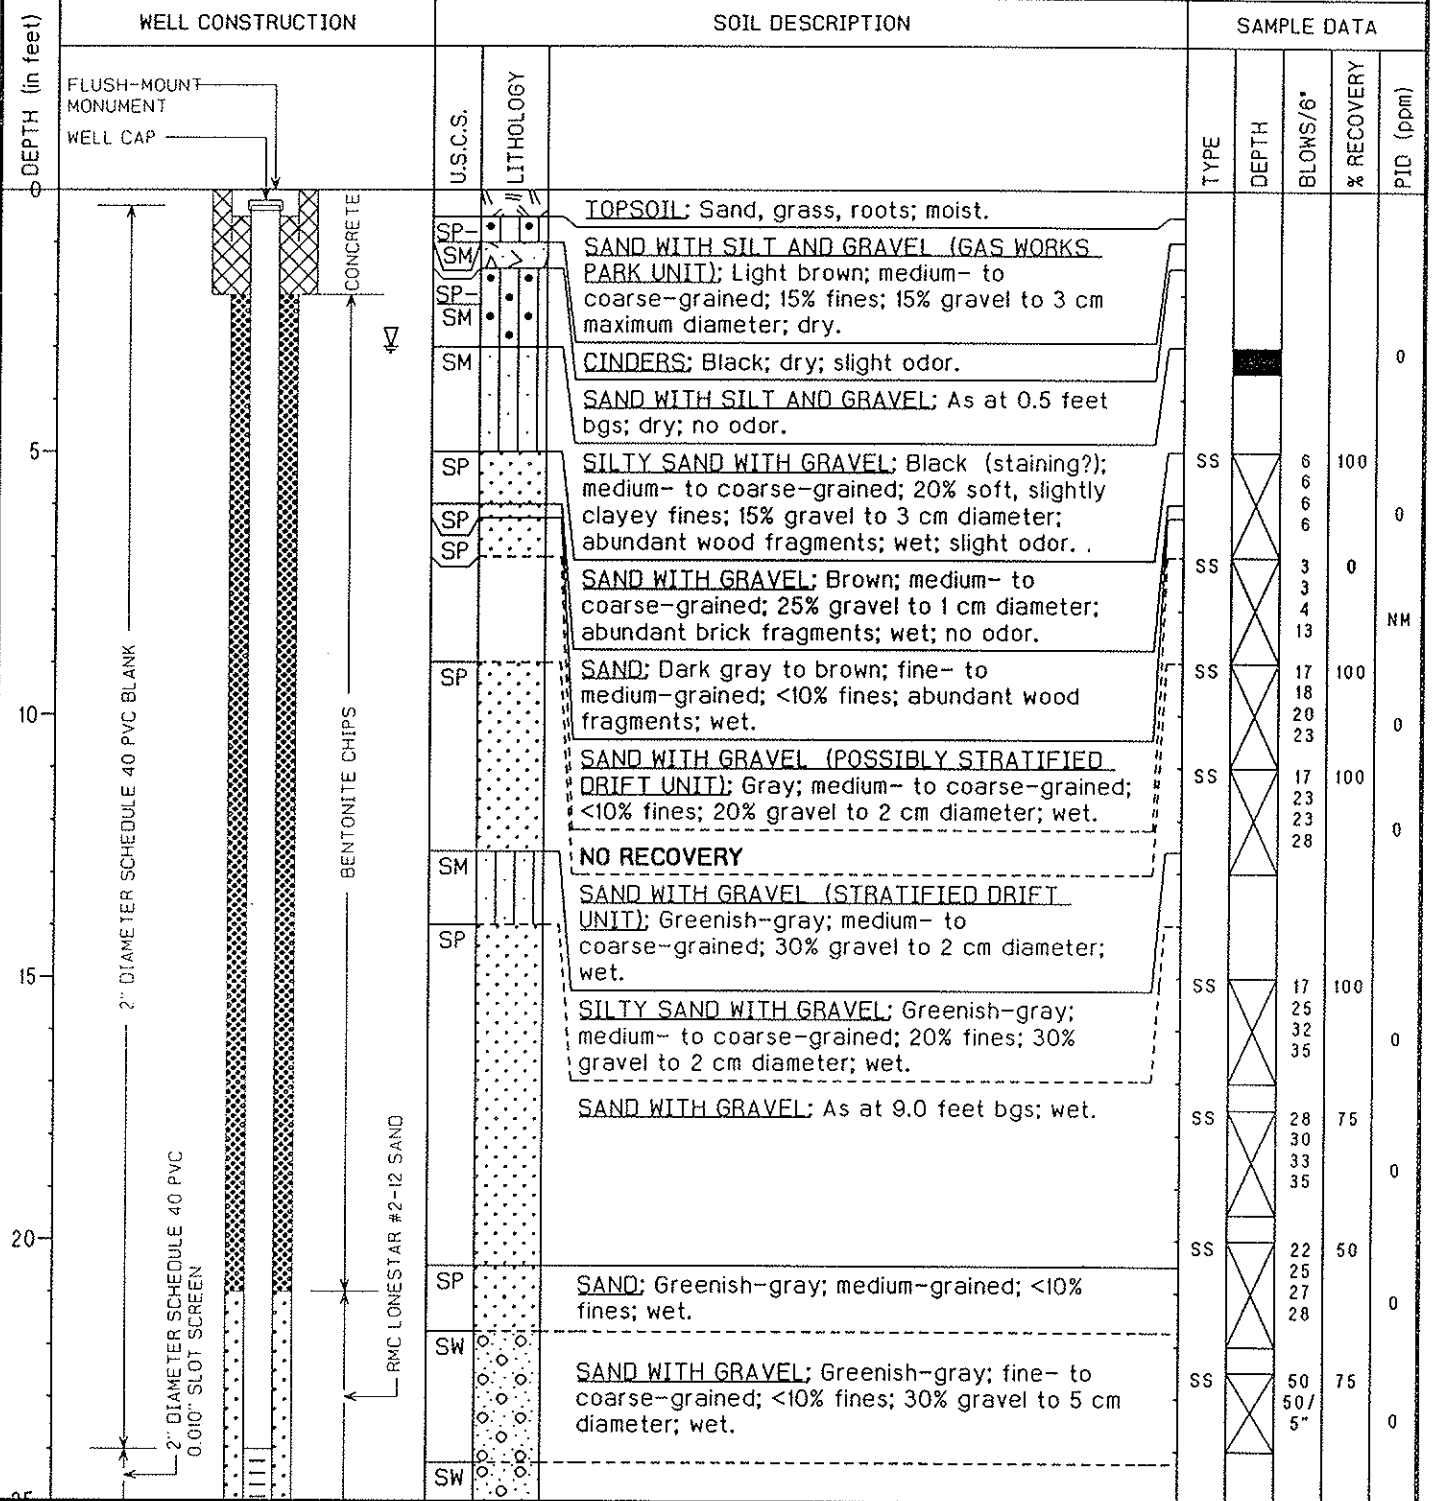 WELL CONSTRUCTION
SOIL DESCRIPTION
SAMPLE DATA
DEPTH (in feet)
FLUSH-MOUNT
MONUMENT
WELL CAP
U.S.C.S.
LITHOLOGY
TYPE
DEPTH
BLOWS/6"
% RECOVERY
PID (ppm)
0
5
10
15
20
CONCRETE
BENTONITE CHIPS
2" DIAMETER SCHEDULE 40 PVC BLANK
2" DIAMETER SCHEDULE 40 PVC
0.010" SLOT SCREEN
RMC LONESTAR #2-12 SAND
SP-
SM
SP-
SM
SM
SP
SP
SP
SP
SM
SP
SP
SW
SW
TOPSOIL; Sand, grass, roots; moist.
SAND WITH SILT AND GRAVEL (GAS WORKS
PARK UNIT); Light brown; medium- to
coarse-grained; 15% fines; 15% gravel to 3 cm
maximum diameter; dry.
CINDERS; Black; dry; slight odor.
SAND WITH SILT AND GRAVEL; As at 0.5 feet
bgs; dry; no odor.
SILTY SAND WITH GRAVEL; Black (staining?);
medium- to coarse-grained; 20% soft, slightly
clayey fines; 15% gravel to 3 cm diameter;
abundant wood fragments; wet; slight odor.
SAND WITH GRAVEL; Brown; medium- to
coarse-grained; 25% gravel to 1 cm diameter;
abundant brick fragments; wet; no odor.
SAND; Dark gray to brown; fine- to
medium-grained; <10% fines; abundant wood
fragments; wet.
SAND WITH GRAVEL (POSSIBLY STRATIFIED
DRIFT UNIT); Gray; medium- to coarse-grained;
<10% fines; 20% gravel to 2 cm diameter; wet.
NO RECOVERY
SAND WITH GRAVEL (STRATIFIED DRIFT
UNIT); Greenish-gray; medium- to
coarse-grained; 30% gravel to 2 cm diameter;
wet.
SILTY SAND WITH GRAVEL; Greenish-gray;
medium- to coarse-grained; 20% fines; 30%
gravel to 2 cm diameter; wet.
SAND WITH GRAVEL; As at 9.0 feet bgs; wet.
SAND; Greenish-gray; medium-grained; <10%
fines; wet.
SAND WITH GRAVEL; Greenish-gray; fine- to
coarse-grained; <10% fines; 30% gravel to 5 cm
diameter; wet.
0
SS 6 100
6
6
6 0
SS 3 0
3
4 NM
13
SS 17 100
18
20 0
23
SS 17 100
23
23 0
28
SS 17 100
25
32 0
35
SS 28 75
30
33 0
35
SS 22 50
25
27 0
28
SS 50 75
50/
5" 0